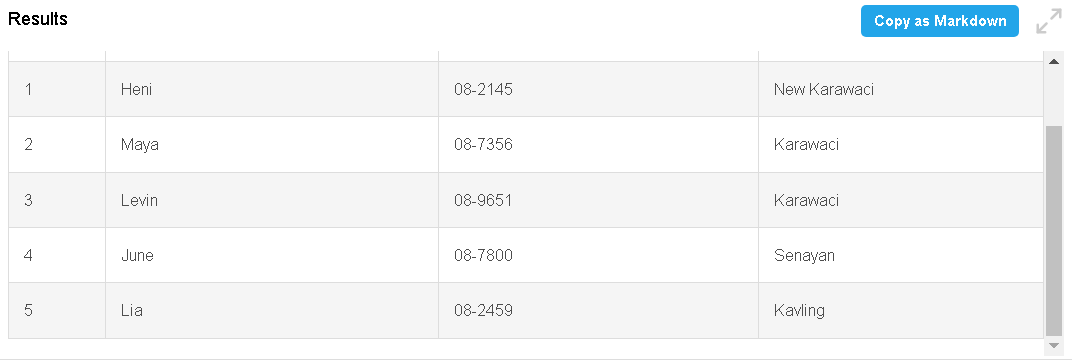 Results
Copy as Markdown
1 Heni 08-2145 New Karawaci
2 Maya 08-7356 Karawaci
3 Levin 08-9651 Karawaci
4 June 08-7800 Senayan
5 Lia 08-2459 Kavling